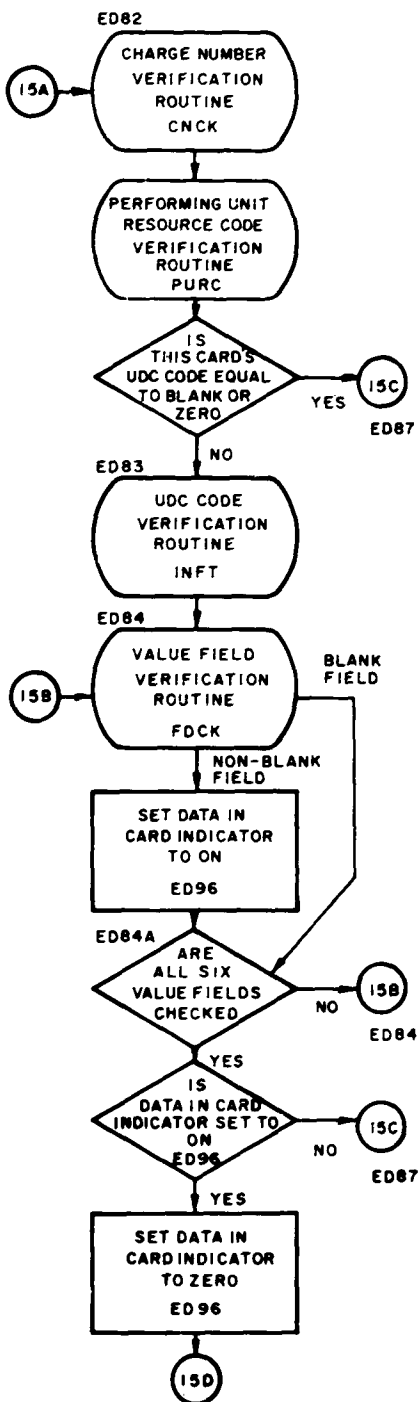 ED82
15A
CHARGE NUMBER
VERIFICATION
ROUTINE
CNCK
PERFORMING UNIT
RESOURCE CODE
VERIFICATION
ROUTINE
PURC
IS
THIS CARD'S
UDC CODE EQUAL
TO BLANK OR
ZERO
YES
15C
ED87
NO
ED83
UDC CODE
VERIFICATION
ROUTINE
INFT
ED84
15B
VALUE FIELD
VERIFICATION
ROUTINE
FDCK
BLANK
FIELD
NON-BLANK
FIELD
SET DATA IN
CARD INDICATOR
TO ON
ED96
ED84A
ARE
ALL SIX
VALUE FIELDS
CHECKED
NO
15B
ED84
YES
IS
DATA IN CARD
INDICATOR SET TO
ON
ED96
NO
15C
ED87
YES
SET DATA IN
CARD INDICATOR
TO ZERO
ED96
15D